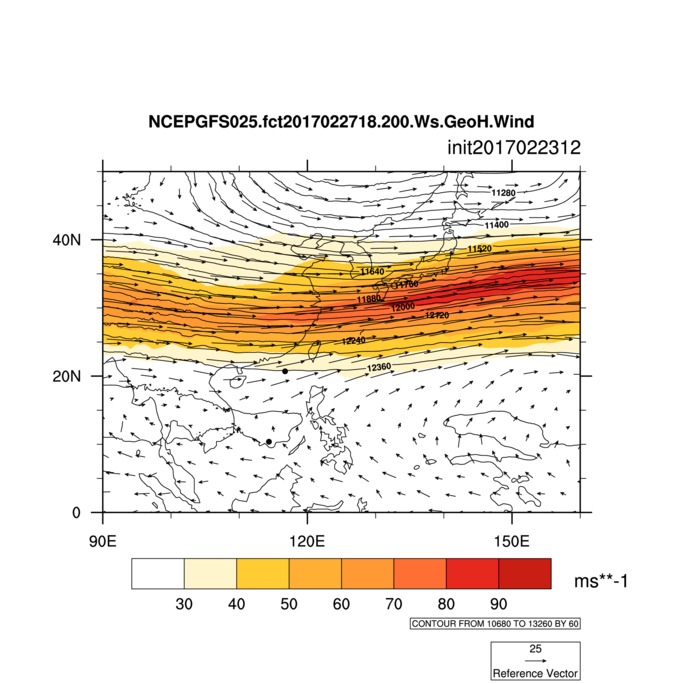 NCEPGFS025.fct2017022718.200.Ws.GeoH.Wind
init2017022312
11280
11400
40N
11520
11640
11760
11880
12000
12120
12240
12360
20N
0
90E 120E 150E
30 40 50 60 70 80 90
ms**-1
CONTOUR FROM 10680 TO 13260 BY 60
25
Reference Vector